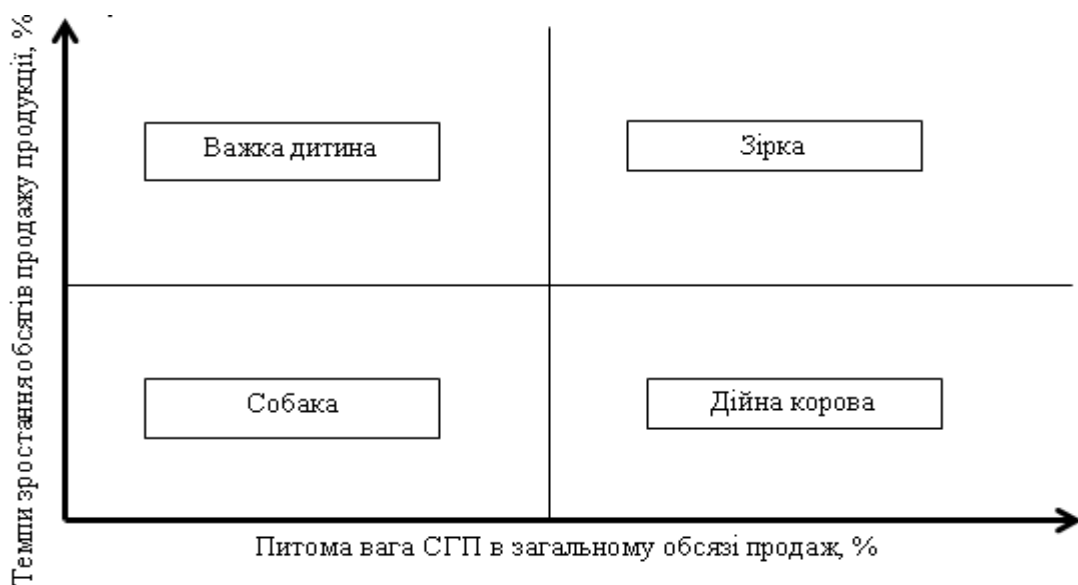 Темпи зростання обсягів продажу продукції, %
Важка дитина
Зірка
Собака
Дійна корова
Питома вага СГП в загальному обсязі продаж, %